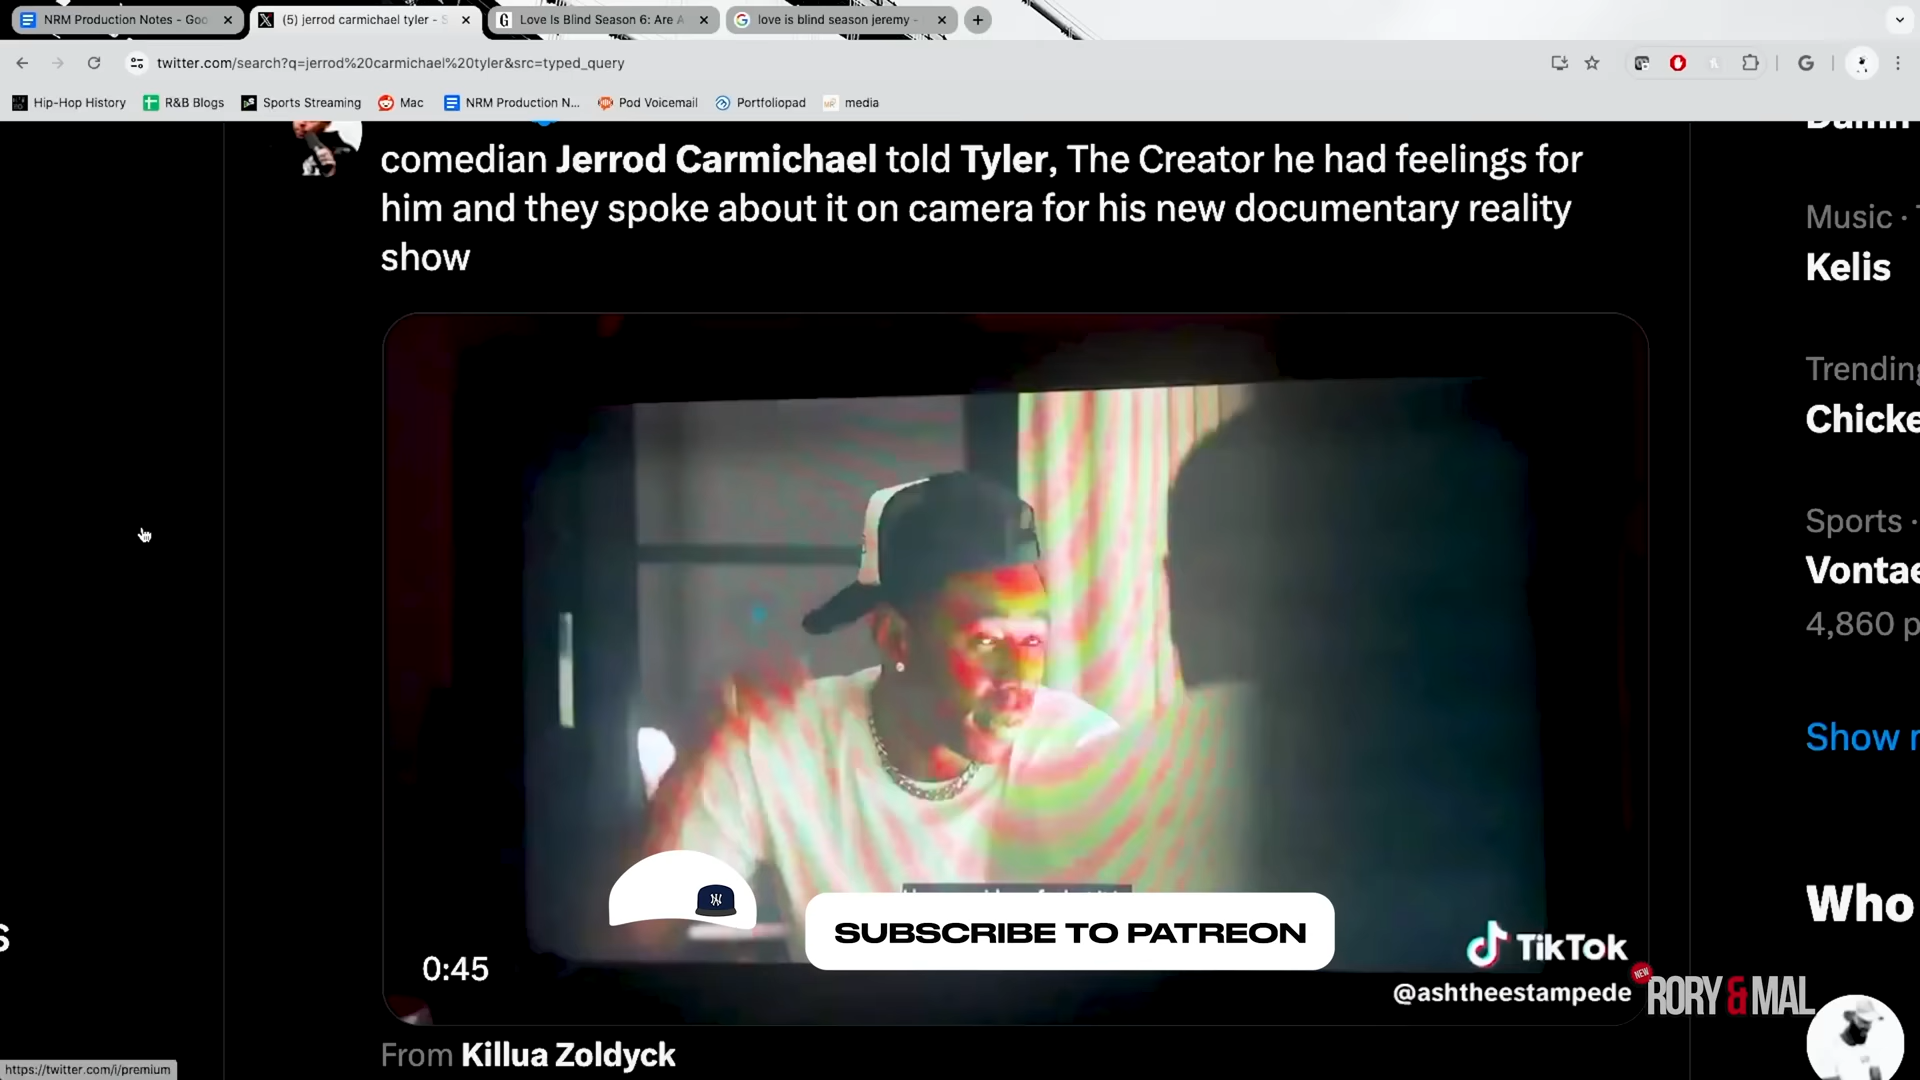 NRM Production Notes - Goo
(5) jerrod carmichael tyler - S
Love Is Blind Season 6: Are A
love is blind season jeremy -
twitter.com/search?q=jerrod%20carmichael%20tyler&src=typed_query
Hip-Hop History
R&B Blogs
Sports Streaming
Mac
NRM Production N...
Pod Voicemail
Portfoliopad
media
comedian Jerrod Carmichael told Tyler, The Creator he had feelings for
him and they spoke about it on camera for his new documentary reality
show
Music ·
Kelis
Trending
Chicke
Sports ·
Vontae
4,860 p
Show r
Who
SUBSCRIBE TO PATREON
0:45
TikTok
@ashtheestampede
NEW
RORY & MAL
From Killua Zoldyck
https://twitter.com/i/premium